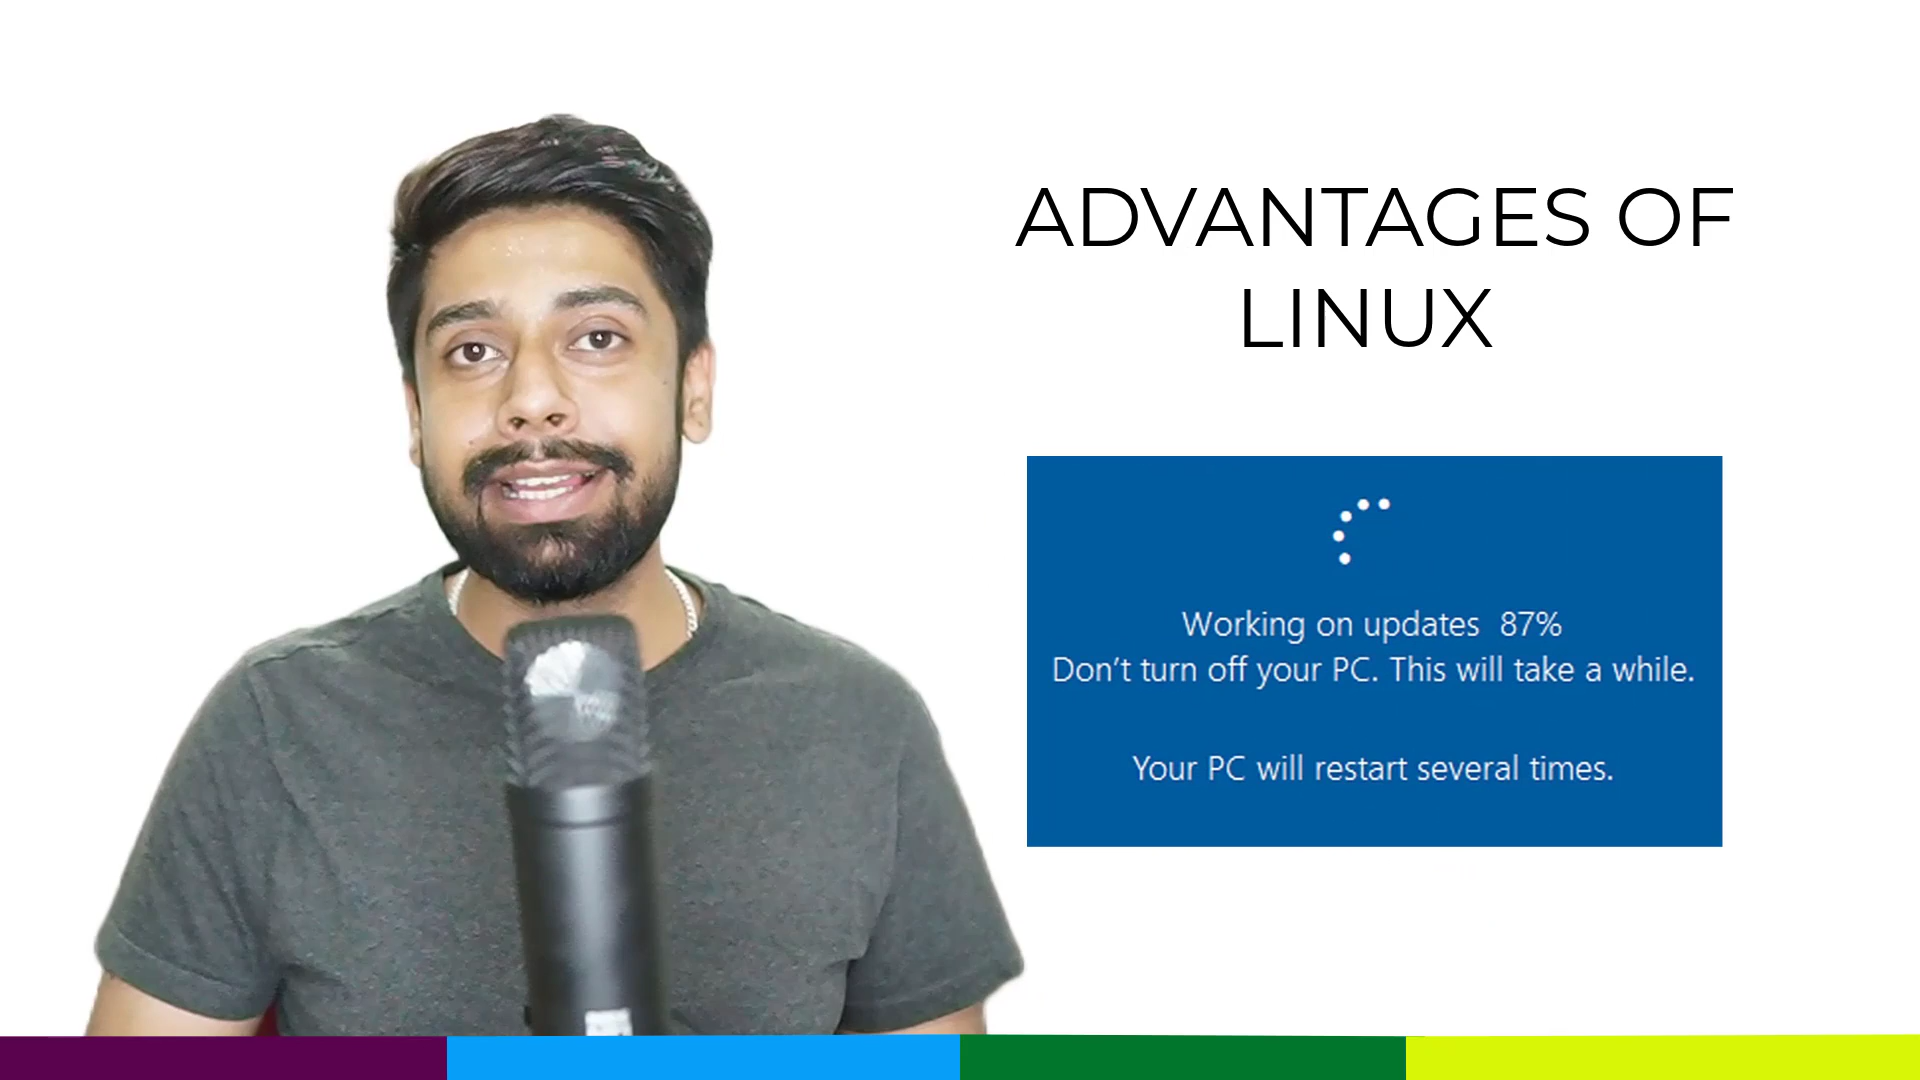 ADVANTAGES OF
LINUX
Working on updates 87%
Don't turn off your PC. This will take a while.
Your PC will restart several times.